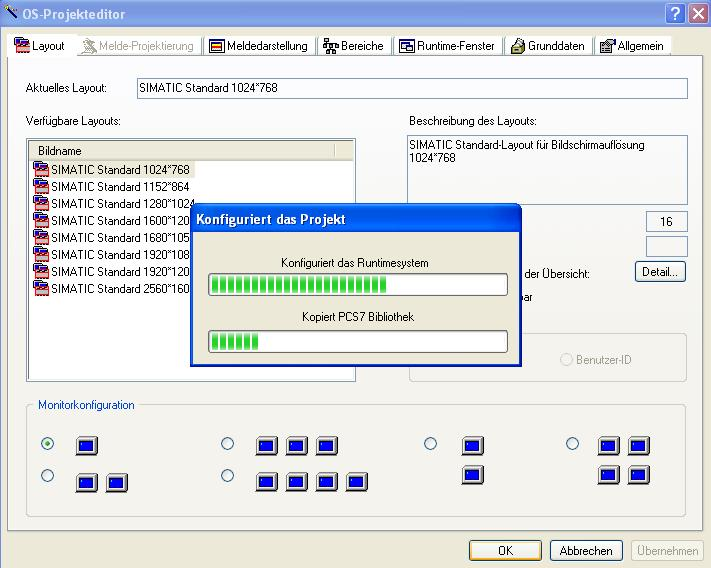 OS-Projekteditor
Layout
Melde-Projektierung
Meldedarstellung
Bereiche
Runtime-Fenster
Grunddaten
Allgemein
Aktuelles Layout:
SIMATIC Standard 1024*768
Verfügbare Layouts:
Beschreibung des Layouts:
Bildname
SIMATIC Standard 1024*768
SIMATIC Standard 1152*864
SIMATIC Standard 1280*1024
SIMATIC Standard 1600*120
SIMATIC Standard 1680*105
SIMATIC Standard 1920*108
SIMATIC Standard 1920*120
SIMATIC Standard 2560*160
SIMATIC Standard-Layout für Bildschirmauflösung
1024*768
16
Konfiguriert das Projekt
Konfiguriert das Runtimesystem
Kopiert PCS7 Bibliothek
der Übersicht:
Detail...
bar
Benutzer-ID
Monitorkonfiguration
OK
Abbrechen
Übernehmen